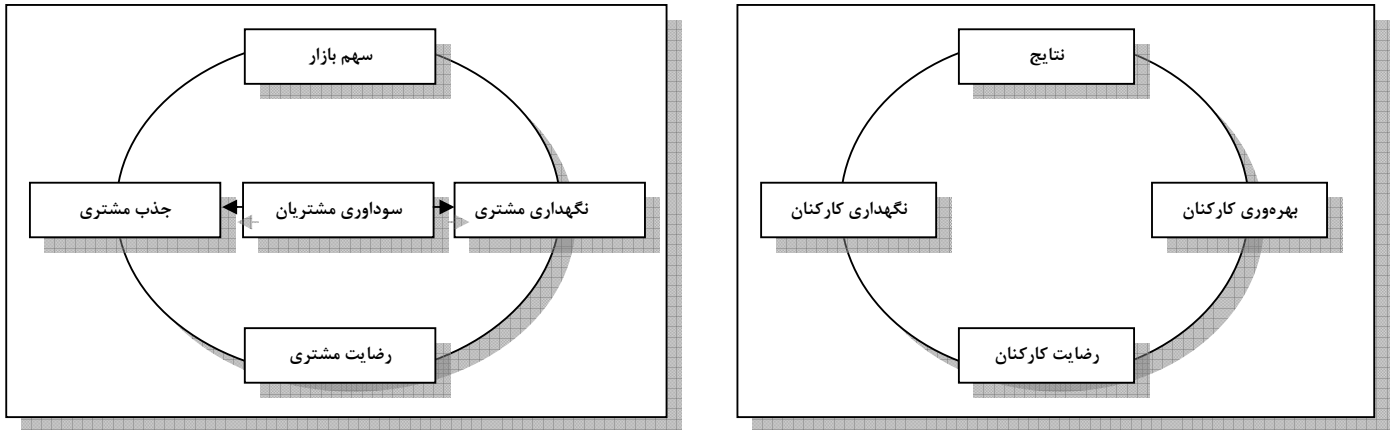 نتایج
بهره‌وری کارکنان
نگهداری کارکنان
رضایت کارکنان
سهم بازار
نگهداری مشتری
سوداوری مشتریان
جذب مشتری
رضایت مشتری